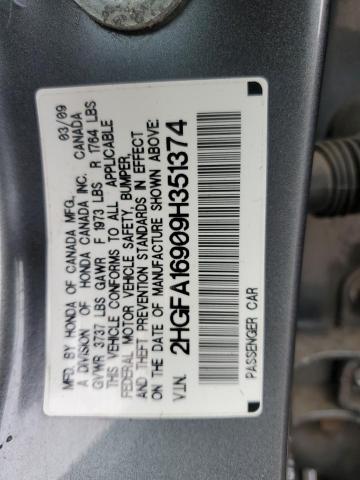 MFD. BY HONDA OF CANADA MFG. 03/09
A DIVISION OF HONDA CANADA INC. CANADA
GVWR 3737 LBS GAWR F 1973 LBS R 1764 LBS
THIS VEHICLE CONFORMS TO ALL APPLICABLE
FEDERAL MOTOR VEHICLE SAFETY, BUMPER,
AND THEFT PREVENTION STANDARDS IN EFFECT
ON THE DATE OF MANUFACTURE SHOWN ABOVE.
V.I.N: 2HGFA16909H351374
PASSENGER CAR